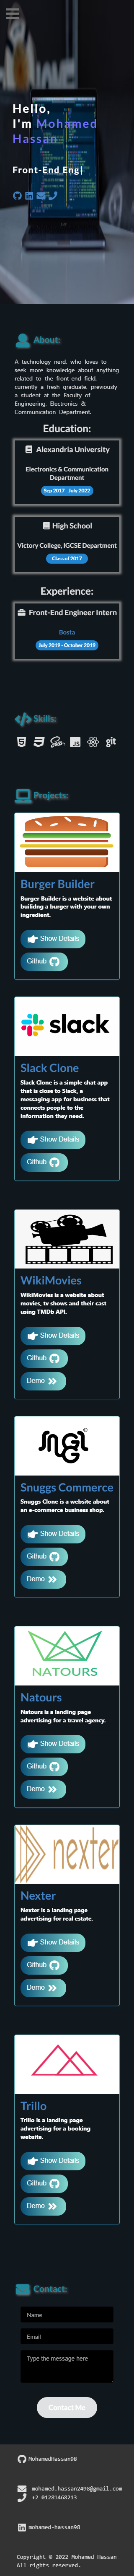 Hello,
I'm Mohamed
Hassan
Front-End Eng|
About:
A technology nerd, who loves to
seek more knowledge about anything
related to the front-end field.
currently a fresh graduate, previously
a student at the Faculty of
Engineering, Electronics &
Communication Department.
Education:
Alexandria University
Electronics & Communication
Department
Sep 2017 - July 2022
High School
Victory College, IGCSE Department
Class of 2017
Experience:
Front-End Engineer Intern
Bosta
July 2019 - October 2019
Skills:
Sass
git
Projects:
Burger Builder
Burger Builder is a website about
buliding a burger with your own
ingredient.
Show Details
Github
slack
Slack Clone
Slack Clone is a simple chat app
that is close to Slack, a
messaging app for business that
connects people to the
information they need.
Show Details
Github
WikiMovies
WikiMovies is a website about
movies, tv shows and their cast
using TMDb API.
Show Details
Github
Demo
Snuggs Commerce
Snuggs Clone is a website about
an e-commerce business shop.
Show Details
Github
Demo
NATOURS
Natours
Natours is a landing page
advertising for a travel agency.
Show Details
Github
Demo
nexter
Nexter
Nexter is a landing page
advertising for real estate.
Show Details
Github
Demo
Trillo
Trillo is a landing page
advertising for a booking
website.
Show Details
Github
Demo
Contact:
Name
Email
Type the message here
Contact Me
MohamedHassan98
mohamed.hassan2498@gmail.com
+2 01281468213
mohamed-hassan98
Copyright © 2022 Mohamed Hassan
All rights reserved.